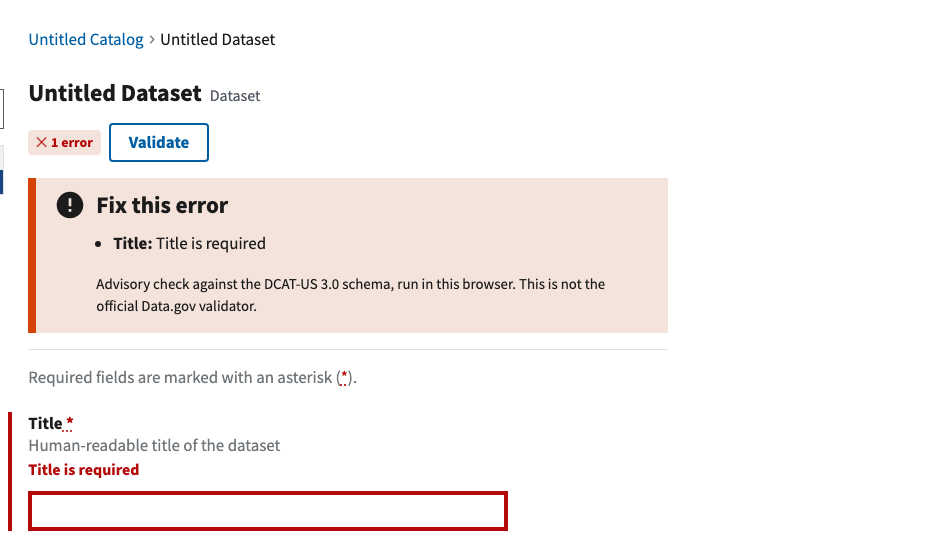 Untitled Catalog > Untitled Dataset
Untitled Dataset Dataset
1 error Validate
Fix this error
• Title: Title is required
Advisory check against the DCAT-US 3.0 schema, run in this browser. This is not the
official Data.gov validator.
Required fields are marked with an asterisk (*).
Title *
Human-readable title of the dataset
Title is required